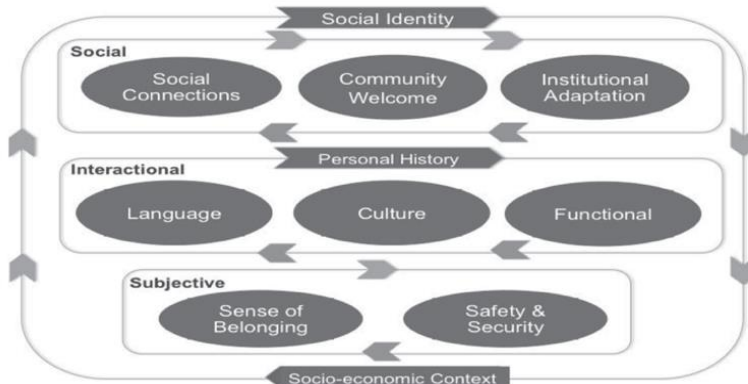 Social Identity
Social
Social
Connections
Community
Welcome
Institutional
Adaptation
Personal History
Interactional
Language
Culture
Functional
Subjective
Sense of
Belonging
Safety &
Security
Socio-economic Context